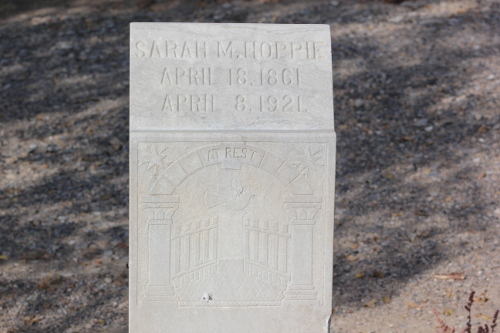 SARAH M. HOPPIE
APRIL 18. 1861
APRIL 8. 1921.
AT REST